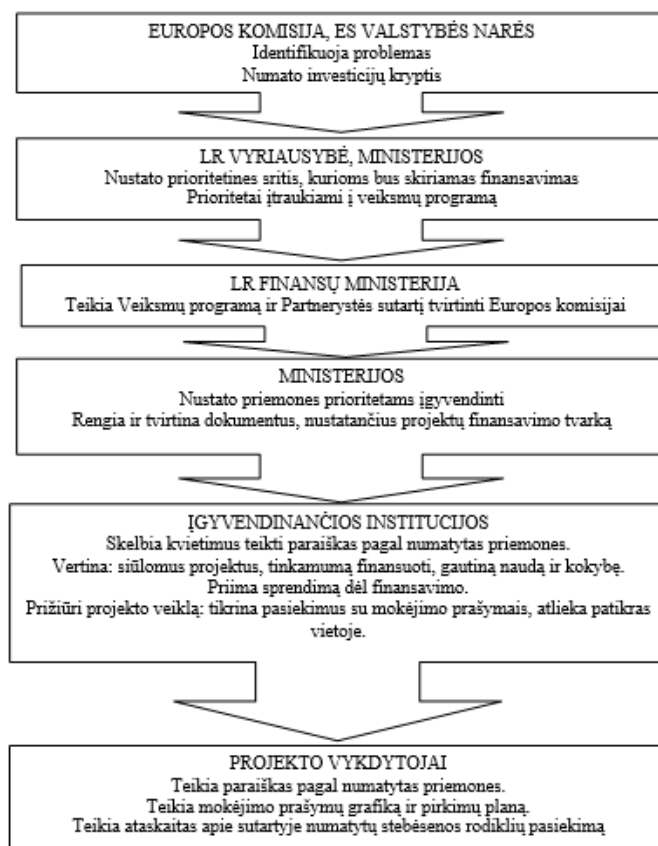 EUROPOS KOMISIJA, ES VALSTYBĖS NARĖS
Identifikuoja problemas
Numato investicijų kryptis
LR VYRIAUSYBĖ, MINISTERIJOS
Nustato prioritetines sritis, kurioms bus skiriamas finansavimas
Prioritetai įtraukiami į veiksmų programą
LR FINANSŲ MINISTERIJA
Teikia Veiksmų programą ir Partnerystės sutartį tvirtinti Europos komisijai
MINISTERIJOS
Nustato priemones prioritetams įgyvendinti
Rengia ir tvirtina dokumentus, nustatančius projektų finansavimo tvarką
ĮGYVENDINANČIOS INSTITUCIJOS
Skelbia kvietimus teikti paraiškas pagal numatytas priemones.
Vertina: siūlomus projektus, tinkamumą finansuoti, gautiną naudą ir kokybę.
Priima sprendimą dėl finansavimo.
Prižiūri projekto veiklą: tikrina pasiekimus su mokėjimo prašymais, atlieka patikras
vietoje.
PROJEKTO VYKDYTOJAI
Teikia paraiškas pagal numatytas priemones.
Teikia mokėjimo prašymų grafiką ir pirkimų planą.
Teikia ataskaitas apie sutartyje numatytų stebėsenos rodiklių pasiekimą